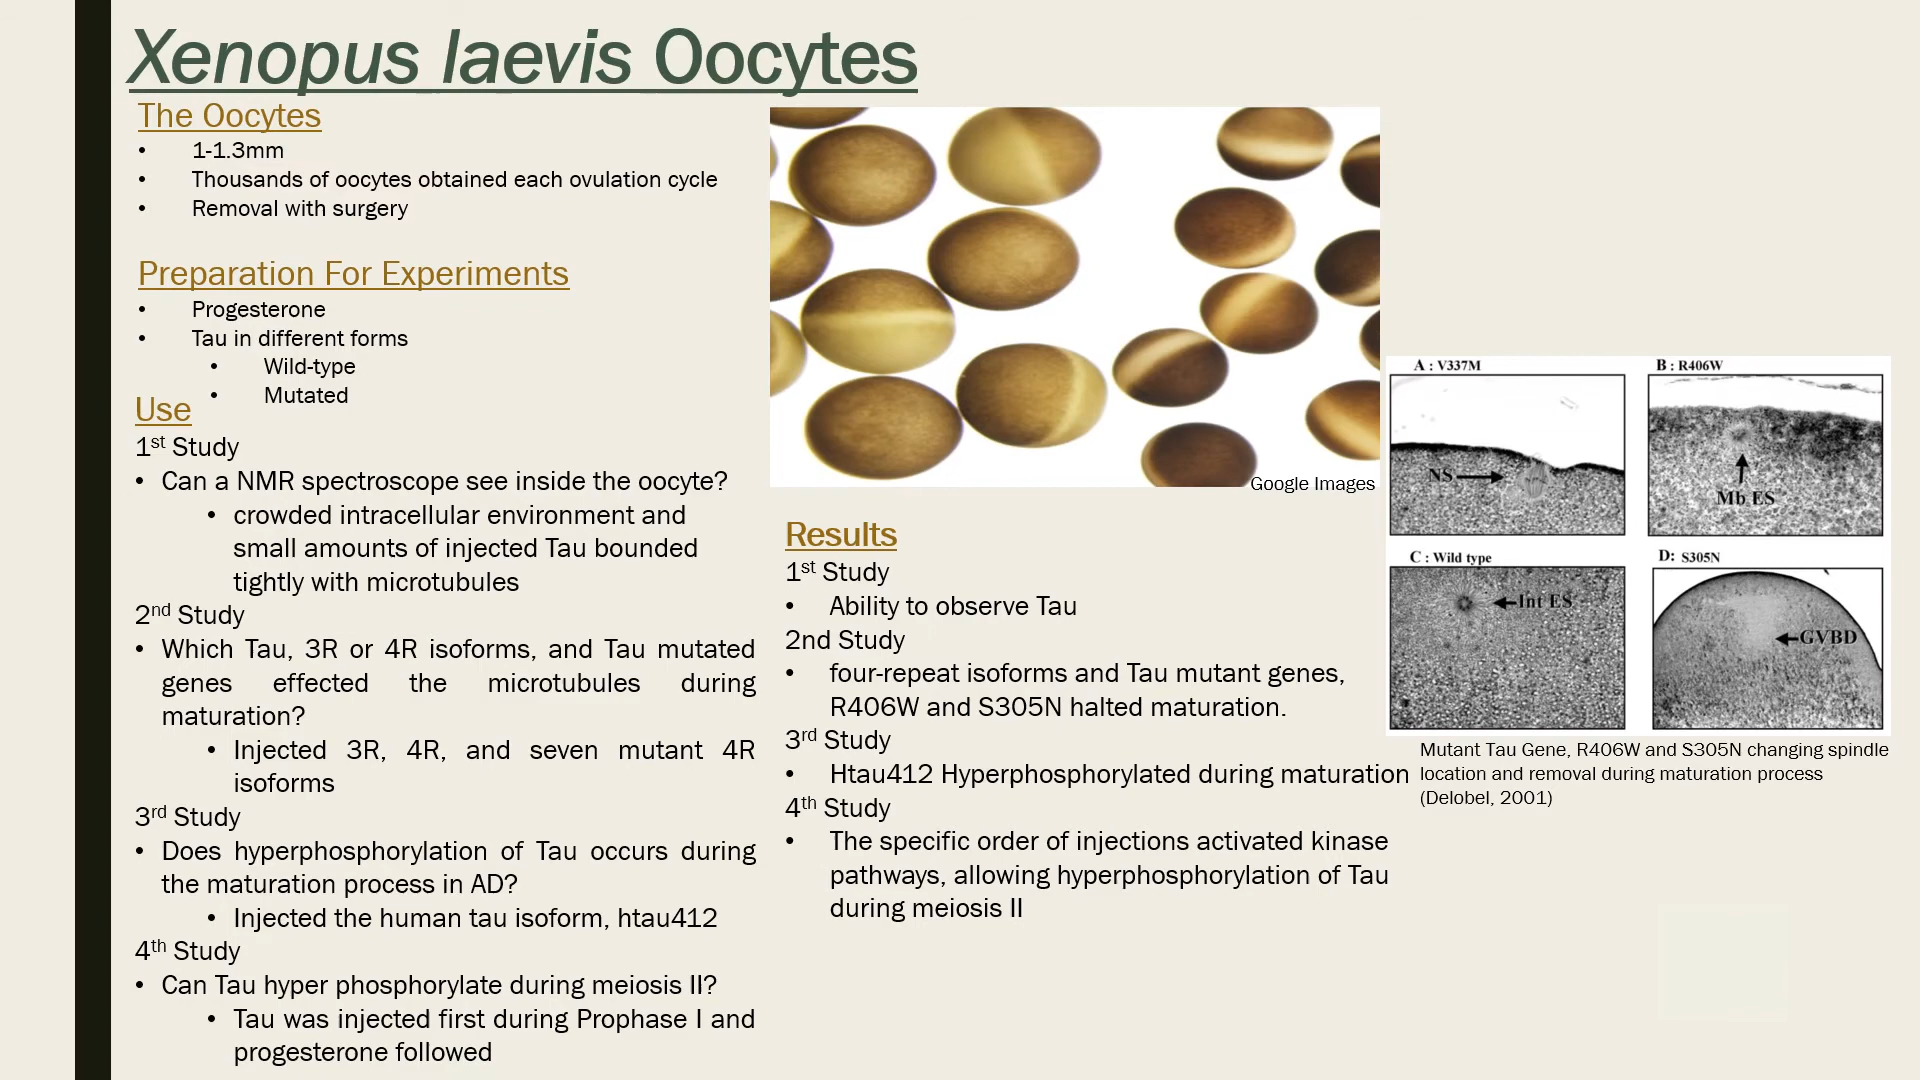 Xenopus laevis Oocytes
The Oocytes
• 1-1.3mm
• Thousands of oocytes obtained each ovulation cycle
• Removal with surgery
Preparation For Experiments
• Progesterone
• Tau in different forms
• Wild-type
• Mutated
Use
1st Study
• Can a NMR spectroscope see inside the oocyte?
• crowded intracellular environment and
small amounts of injected Tau bounded
tightly with microtubules
2nd Study
• Which Tau, 3R or 4R isoforms, and Tau mutated
genes effected the microtubules during
maturation?
• Injected 3R, 4R, and seven mutant 4R
isoforms
3rd Study
• Does hyperphosphorylation of Tau occurs during
the maturation process in AD?
• Injected the human tau isoform, htau412
4th Study
• Can Tau hyper phosphorylate during meiosis II?
• Tau was injected first during Prophase I and
progesterone followed
Google Images
Results
1st Study
• Ability to observe Tau
2nd Study
• four-repeat isoforms and Tau mutant genes,
R406W and S305N halted maturation.
3rd Study
• Htau412 Hyperphosphorylated during maturation
4th Study
• The specific order of injections activated kinase
pathways, allowing hyperphosphorylation of Tau
during meiosis II
A : V337M
NS
B : R406W
Mb ES
C : Wild type
Int ES
D: S305N
GVBD
Mutant Tau Gene, R406W and S305N changing spindle
location and removal during maturation process
(Delobel, 2001)